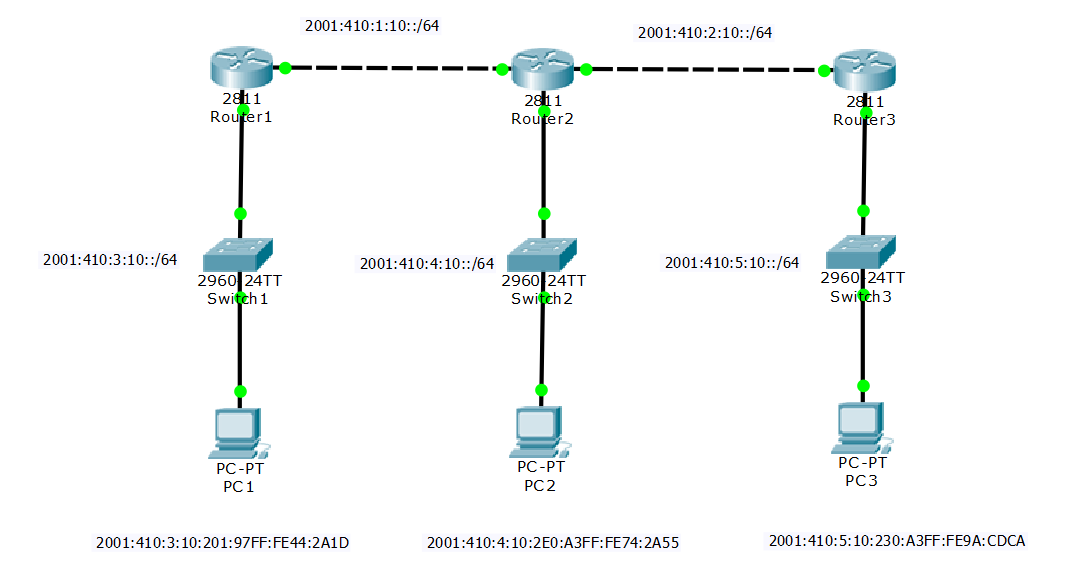 2001:410:1:10::/64
2001:410:2:10::/64
2811
Router1
2811
Router2
2811
Router3
2001:410:3:10::/64
2960-24TT
Switch1
2001:410:4:10::/64
2960-24TT
Switch2
2001:410:5:10::/64
2960-24TT
Switch3
PC-PT
PC1
PC-PT
PC2
PC-PT
PC3
2001:410:3:10:201:97FF:FE44:2A1D
2001:410:4:10:2E0:A3FF:FE74:2A55
2001:410:5:10:230:A3FF:FE9A:CDCA